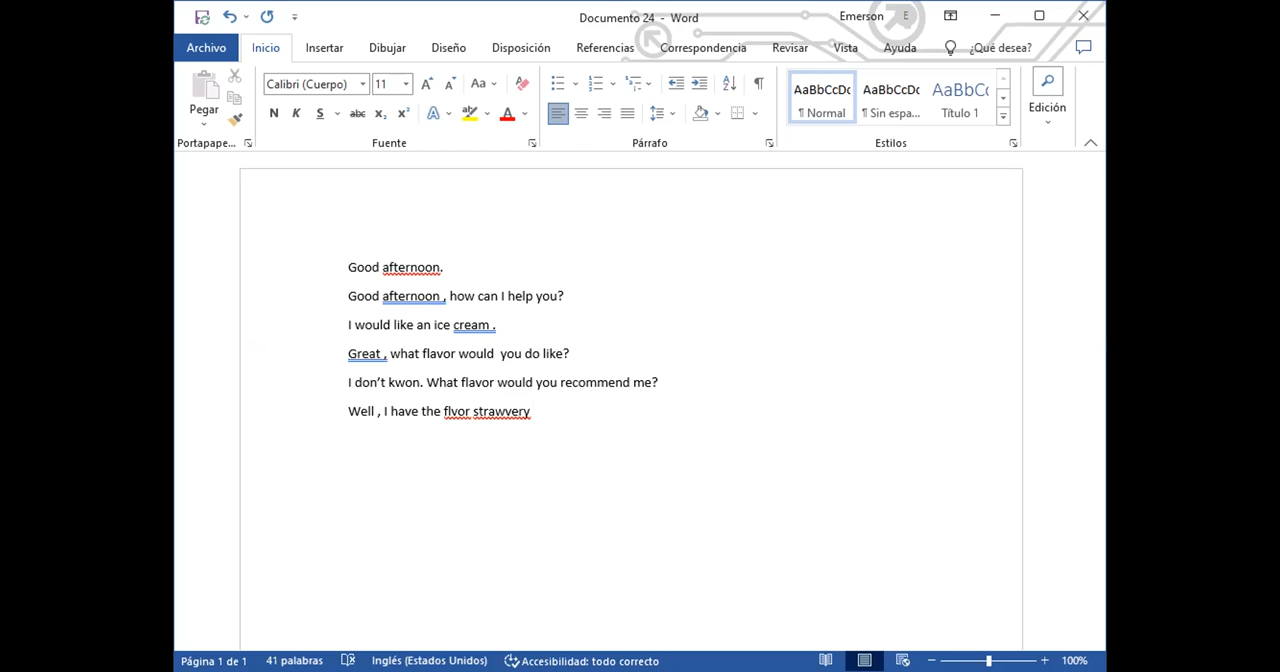 Documento 24 - Word
Emerson E
Archivo Inicio Insertar Dibujar Diseño Disposición Referencias Correspondencia Revisar Vista Ayuda ¿Qué desea?
Calibri (Cuerpo) 11 Aa
AaBbCcDc AaBbCcDc AaBbCc
Pegar N K S abc x₂ x² A A
¶ Normal ¶ Sin espa... Título 1
Edición
Portapape... Fuente Párrafo Estilos
Good afternoon.
Good afternoon , how can I help you?
I would like an ice cream .
Great , what flavor would  you do like?
I don’t kwon. What flavor would you recommend me?
Well , I have the flvor strawvery
Página 1 de 1 41 palabras Inglés (Estados Unidos) Accesibilidad: todo correcto 100%